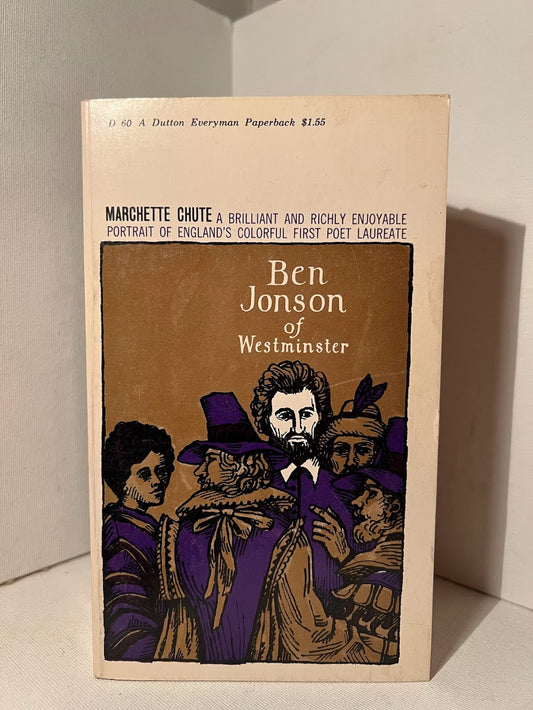 D 60 A Dutton Everyman Paperback $1.55
MARCHETTE CHUTE A BRILLIANT AND RICHLY ENJOYABLE
PORTRAIT OF ENGLAND'S COLORFUL FIRST POET LAUREATE
Ben
Jonson
of
Westminster